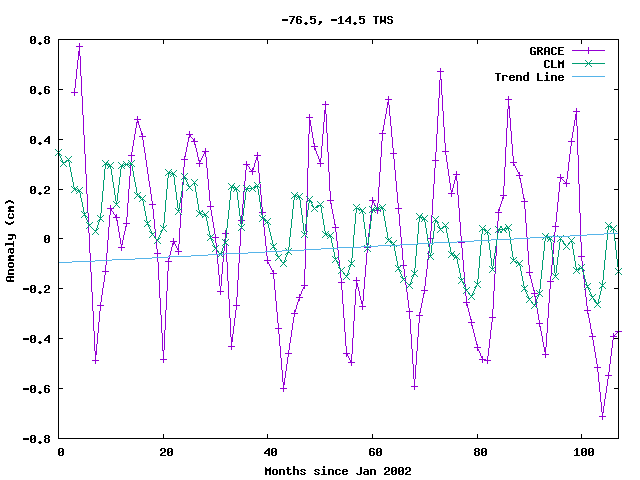 -76.5, -14.5 TWS
GRACE
CLM
Trend Line
0.8
0.6
0.4
0.2
0
-0.2
-0.4
-0.6
-0.8
Anomaly (cm)
0 20 40 60 80 100
Months since Jan 2002